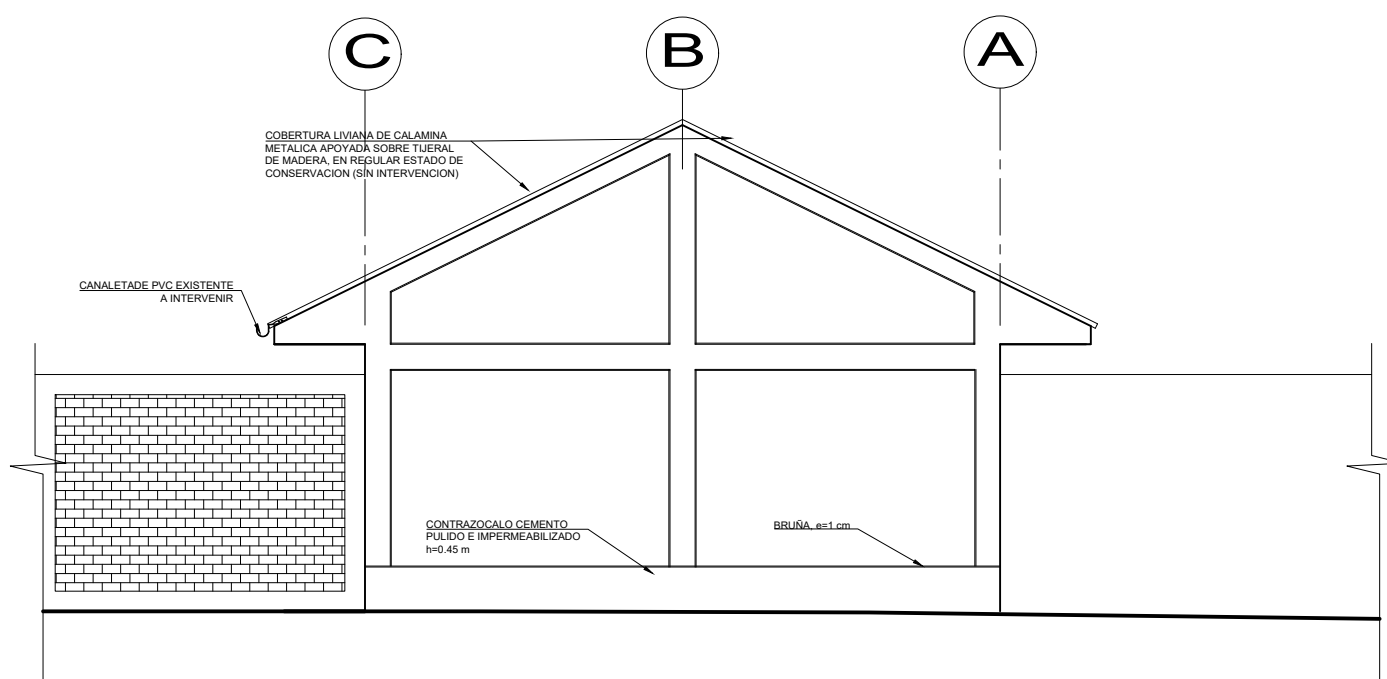 C
B
A
COBERTURA LIVIANA DE CALAMINA
METALICA APOYADA SOBRE TIJERAL
DE MADERA, EN REGULAR ESTADO DE
CONSERVACION (SIN INTERVENCION)
CANALETADE PVC EXISTENTE
A INTERVENIR
CONTRAZOCALO CEMENTO
PULIDO E IMPERMEABILIZADO
h=0.45 m
BRUÑA, e=1 cm